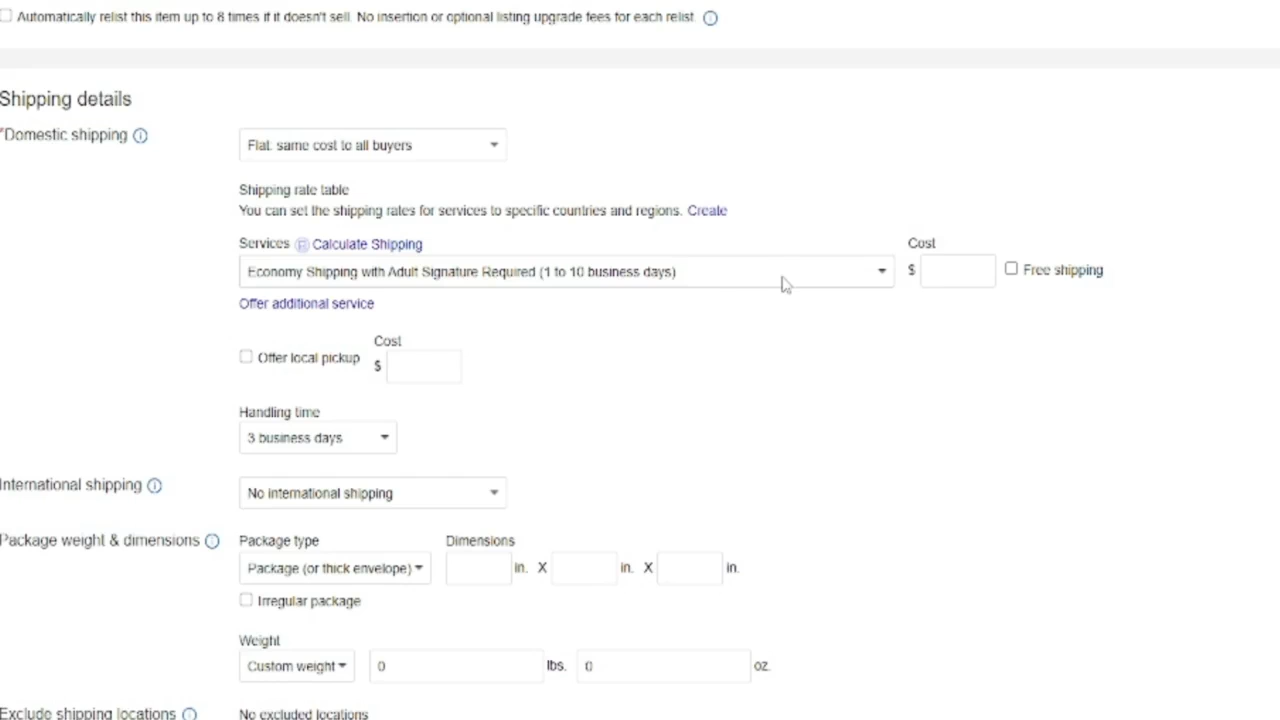 Automatically relist this item up to 8 times if it doesn't sell. No insertion or optional listing upgrade fees for each relist.
Shipping details
*Domestic shipping
Flat: same cost to all buyers
Shipping rate table
You can set the shipping rates for services to specific countries and regions. Create
Services Calculate Shipping
Cost
Economy Shipping with Adult Signature Required (1 to 10 business days)
$
Free shipping
Offer additional service
Offer local pickup
Cost
$
Handling time
3 business days
International shipping
No international shipping
Package weight & dimensions
Package type
Dimensions
Package (or thick envelope)
in. X in. X in.
Irregular package
Weight
Custom weight
0 lbs. 0 oz.
Exclude shipping locations
No excluded locations